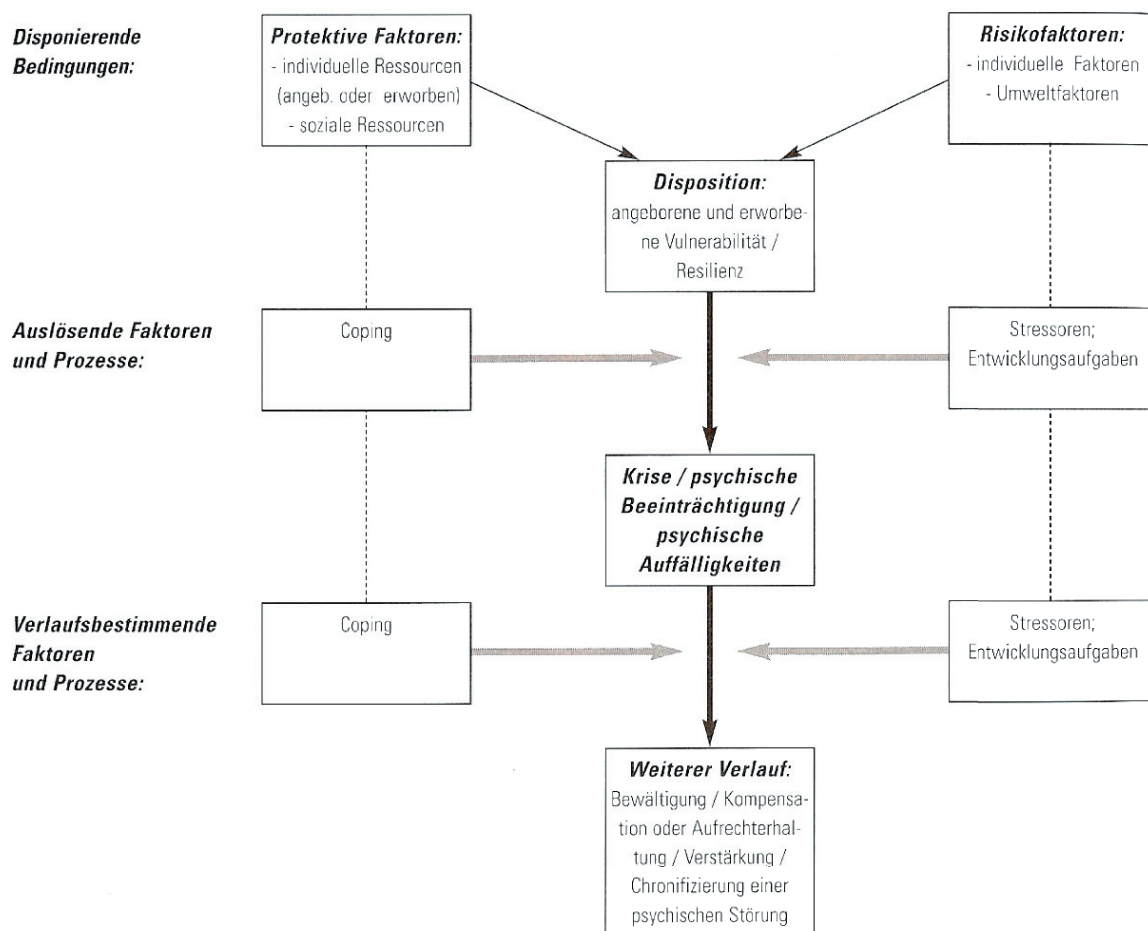 Disponierende
Bedingungen:
Protektive Faktoren:
- individuelle Ressourcen
(angeb. oder erworben)
- soziale Ressourcen
Risikofaktoren:
- individuelle Faktoren
- Umweltfaktoren
Disposition:
angeborene und erworbe-
ne Vulnerabilität /
Resilienz
Auslösende Faktoren
und Prozesse:
Coping
Stressoren;
Entwicklungsaufgaben
Krise / psychische
Beeinträchtigung /
psychische
Auffälligkeiten
Verlaufsbestimmende
Faktoren
und Prozesse:
Coping
Stressoren;
Entwicklungsaufgaben
Weiterer Verlauf:
Bewältigung / Kompensa-
tion oder Aufrechterhal-
tung / Verstärkung /
Chronifizierung einer
psychischen Störung